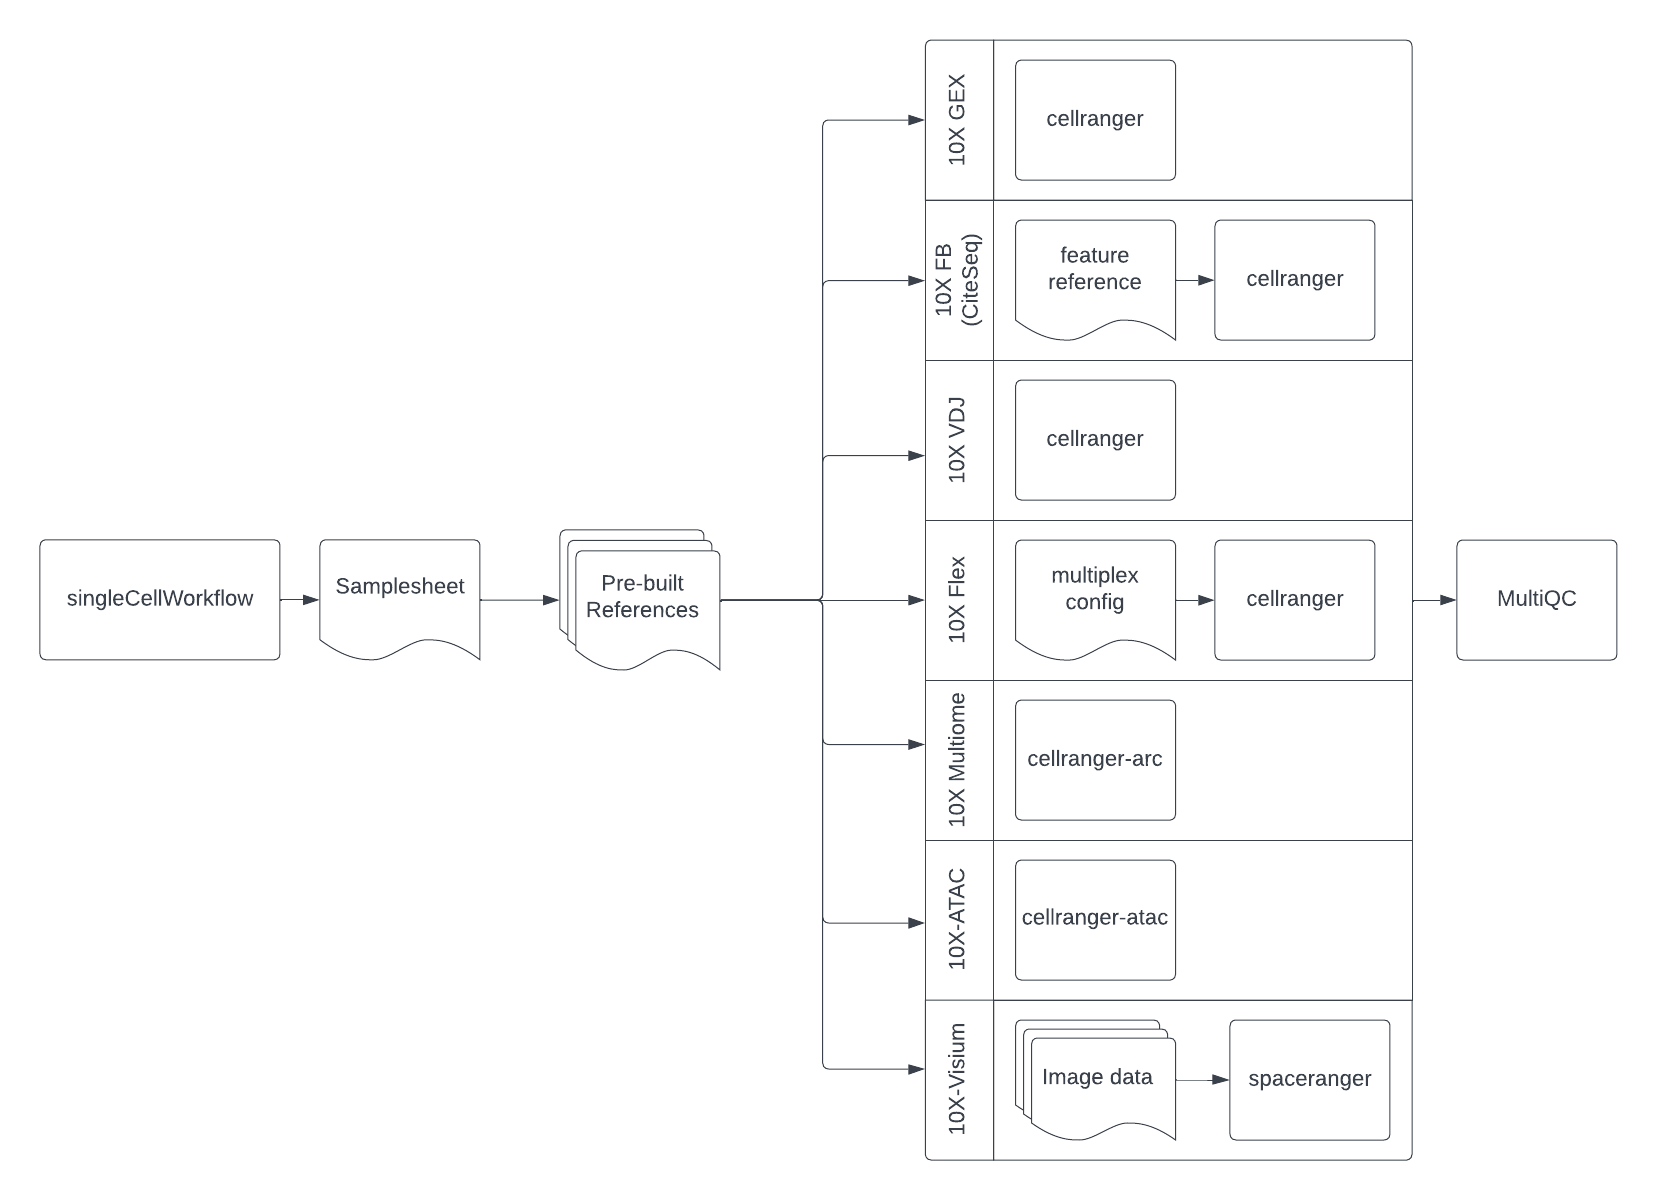 singleCellWorkflow
Samplesheet
Pre-built
References
10X GEX
cellranger
10X FB
(CiteSeq)
feature
reference
cellranger
10X VDJ
cellranger
10X Flex
multiplex
config
cellranger
10X Multiome
cellranger-arc
10X-ATAC
cellranger-atac
10X-Visium
Image data
spaceranger
MultiQC